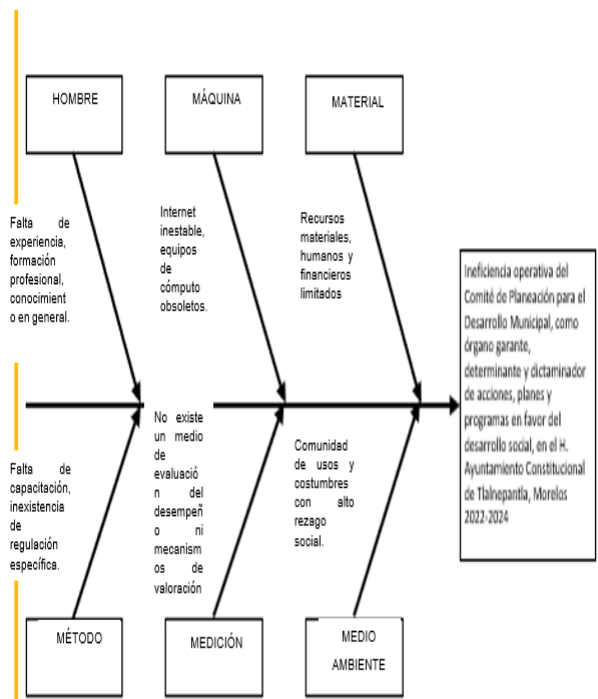 HOMBRE
MÁQUINA
MATERIAL
Falta de
experiencia,
formación
profesional,
conocimient
o en general.
Internet
inestable,
equipos
de
cómputo
obsoletos.
Recursos
materiales,
humanos y
financieros
limitados
Ineficiencia operativa del
Comité de Planeación para el
Desarrollo Municipal, como
órgano garante,
determinante y dictaminador
de acciones, planes y
programas en favor del
desarrollo social, en el H.
Ayuntamiento Constitucional
de Tlalnepantla, Morelos
2022-2024
Falta de
capacitación,
inexistencia
de
regulación
específica.
No existe
un medio
de
evaluació
n del
desempeñ
o ni
mecanism
os de
valoración
Comunidad
de usos y
costumbres
con alto
rezago
social.
MÉTODO
MEDICIÓN
MEDIO
AMBIENTE